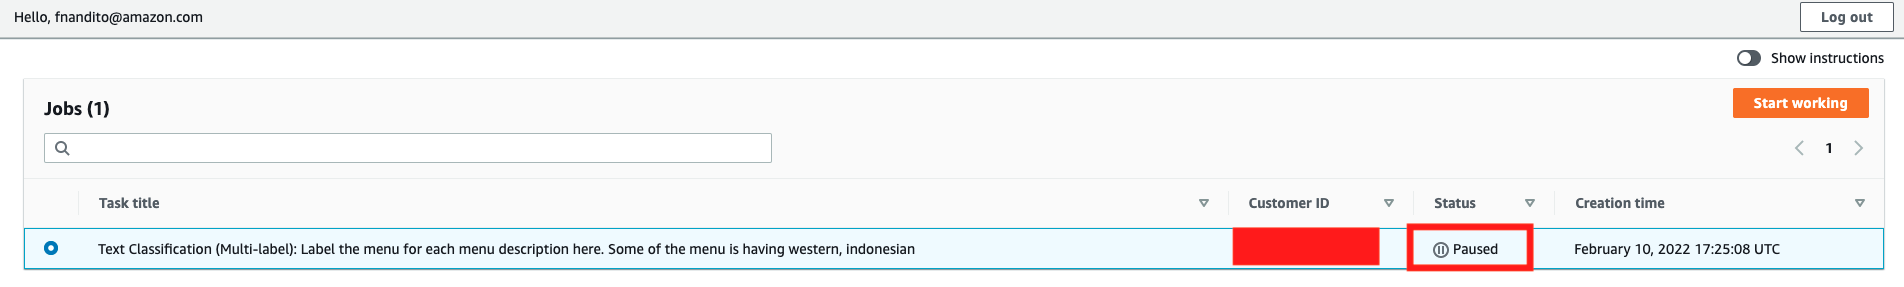 Hello, fnandito@amazon.com
Log out
Show instructions
Jobs (1)
Start working
1
Task title Customer ID Status Creation time
Text Classification (Multi-label): Label the menu for each menu description here. Some of the menu is having western, indonesian Paused February 10, 2022 17:25:08 UTC